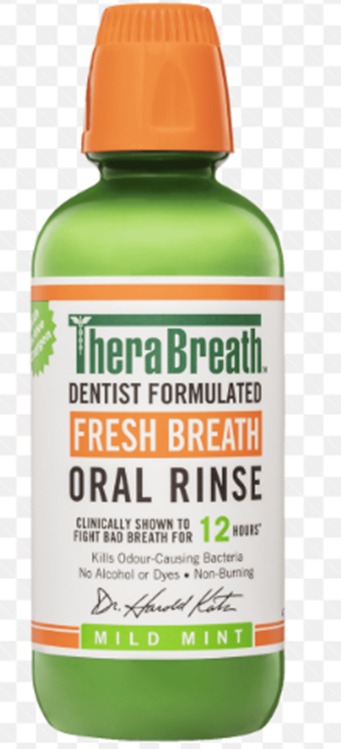 TheraBreath™
DENTIST FORMULATED
FRESH BREATH
ORAL RINSE
CLINICALLY SHOWN TO
FIGHT BAD BREATH FOR 12 HOURS*
Kills Odour-Causing Bacteria
No Alcohol or Dyes • Non-Burning
Dr. Harold Katz
MILD MINT